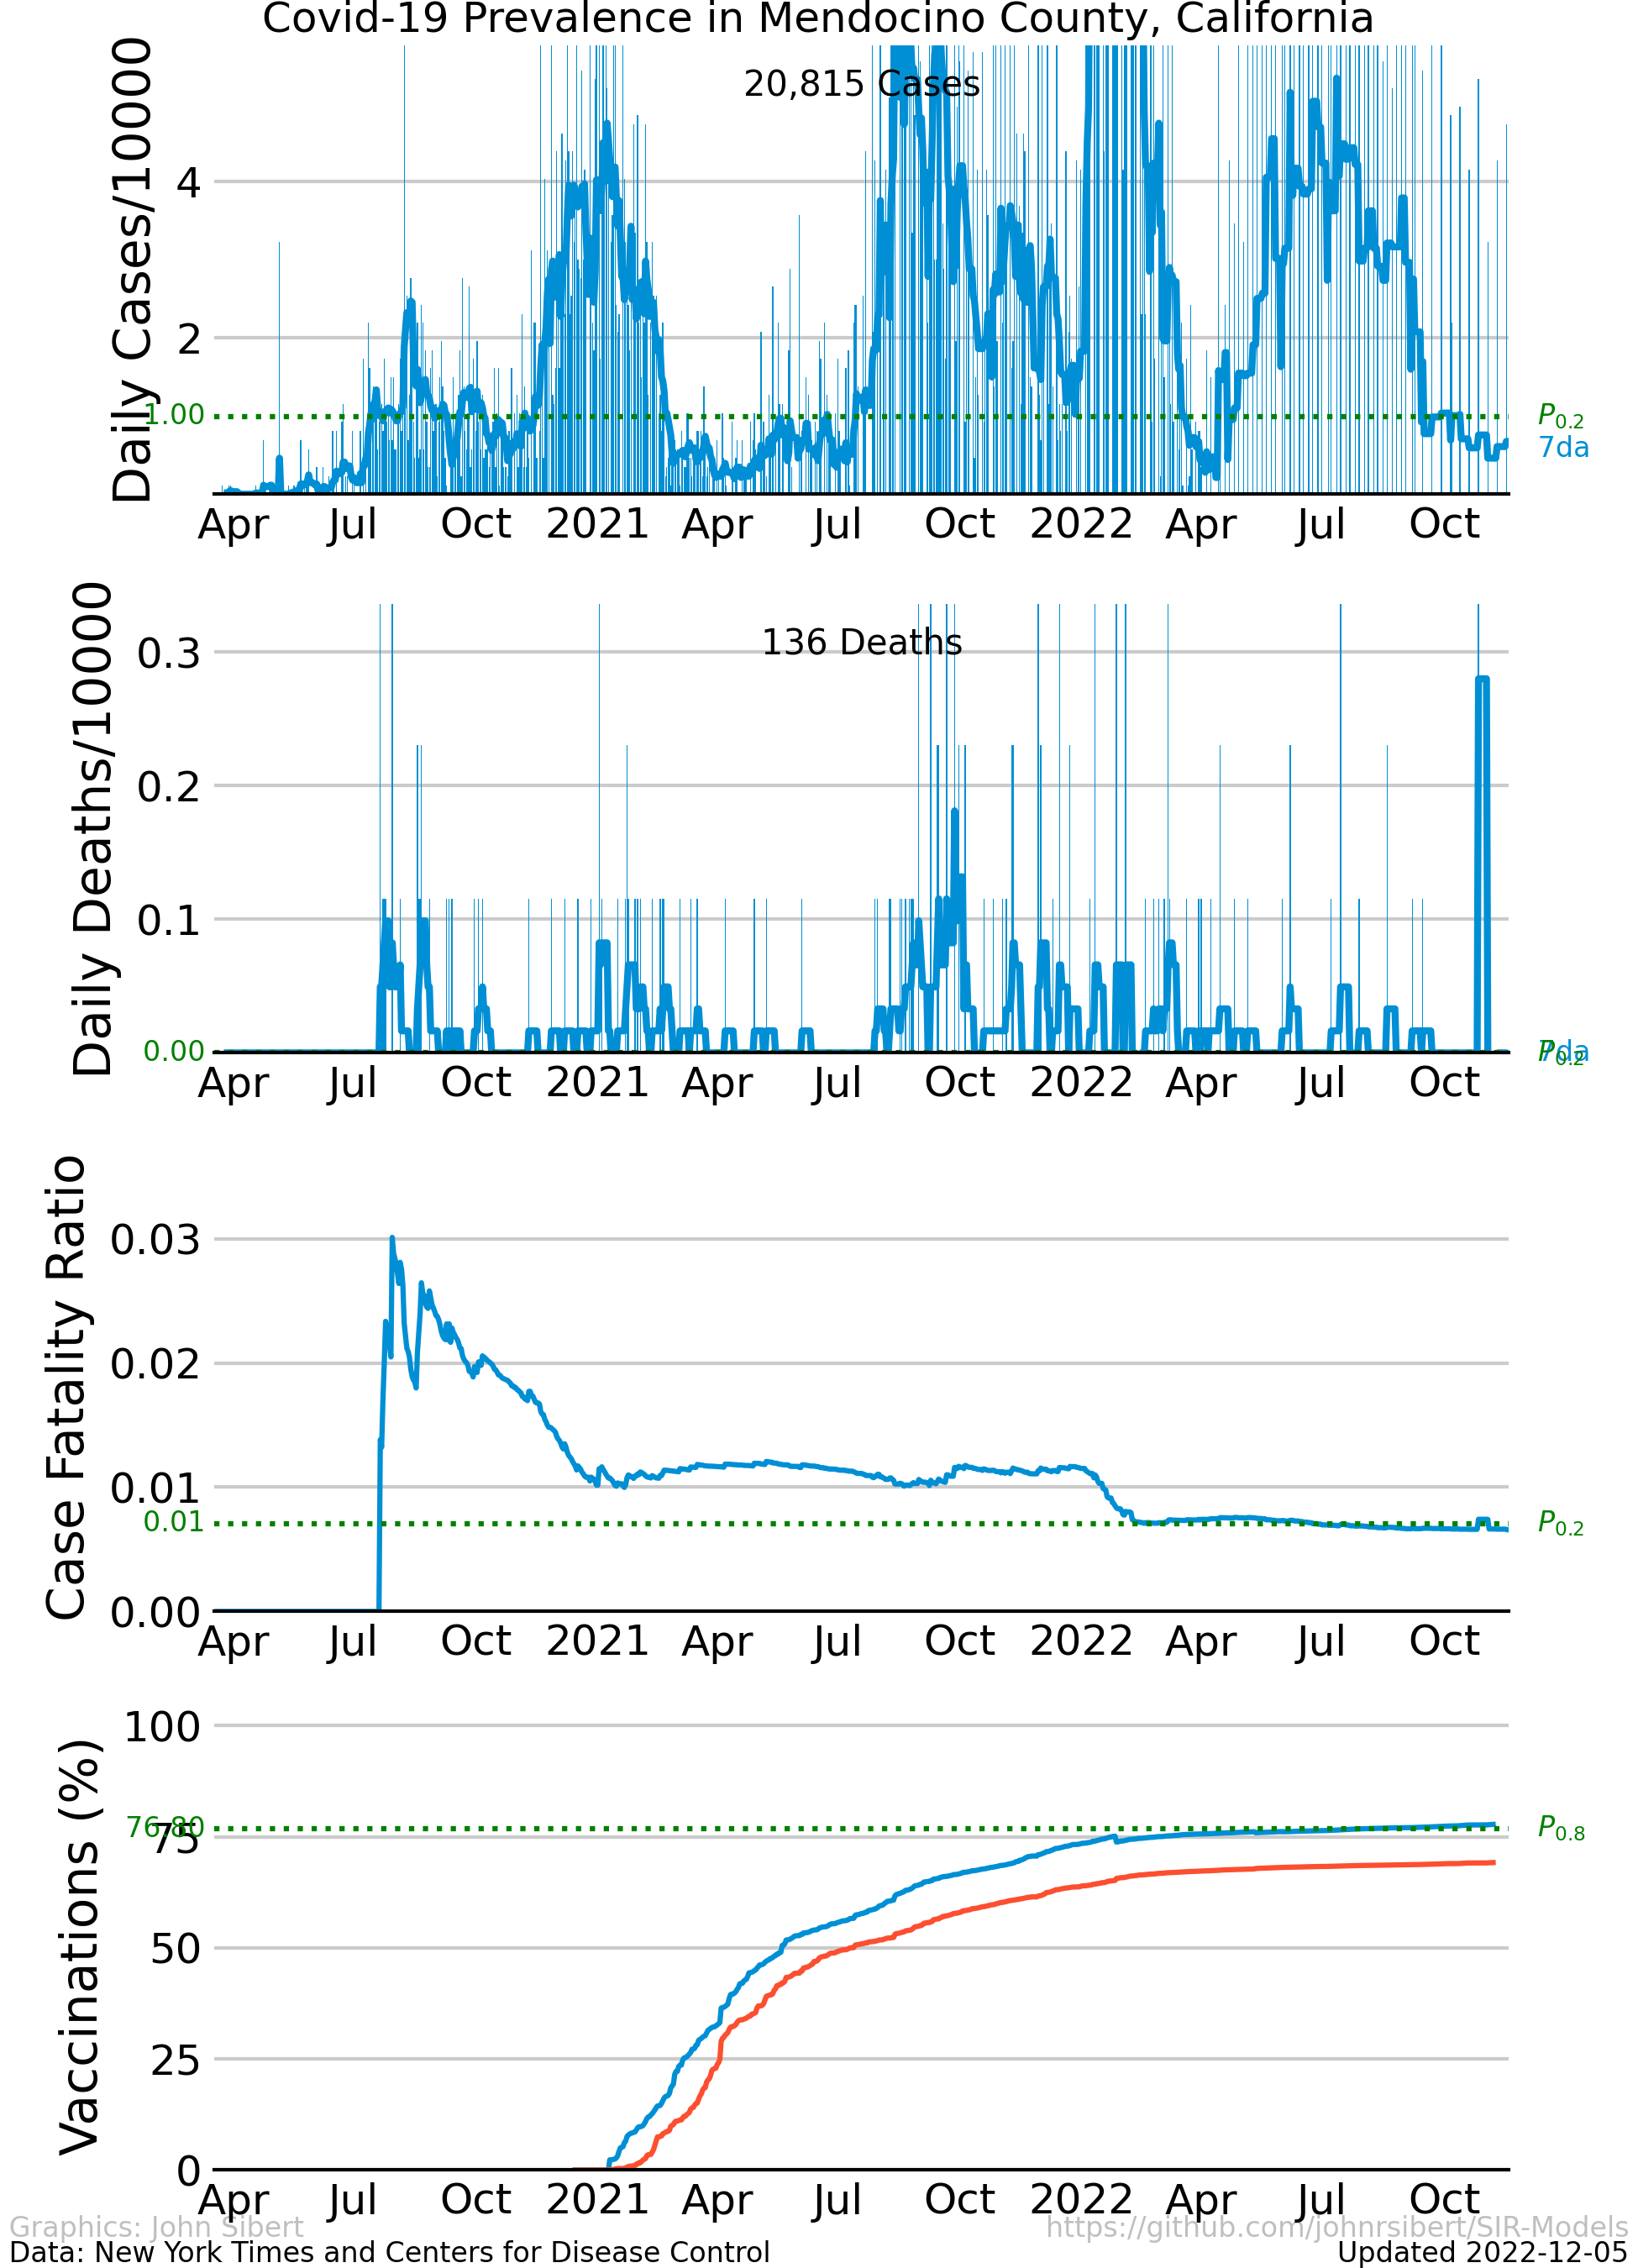 Covid-19 Prevalence in Mendocino County, California
Daily Cases/10000
20,815 Cases
4
2
1.00
P0.2
7da
Apr Jul Oct 2021 Apr Jul Oct 2022 Apr Jul Oct
Daily Deaths/10000
136 Deaths
0.3
0.2
0.1
0.00
P0.2
7da
Apr Jul Oct 2021 Apr Jul Oct 2022 Apr Jul Oct
Case Fatality Ratio
0.03
0.02
0.01
0.01
P0.2
0.00
Apr Jul Oct 2021 Apr Jul Oct 2022 Apr Jul Oct
Vaccinations (%)
100
76.80
P0.8
75
50
25
0
Apr Jul Oct 2021 Apr Jul Oct 2022 Apr Jul Oct
Graphics: John Sibert
https://github.com/johnrsibert/SIR-Models
Data: New York Times and Centers for Disease Control
Updated 2022-12-05